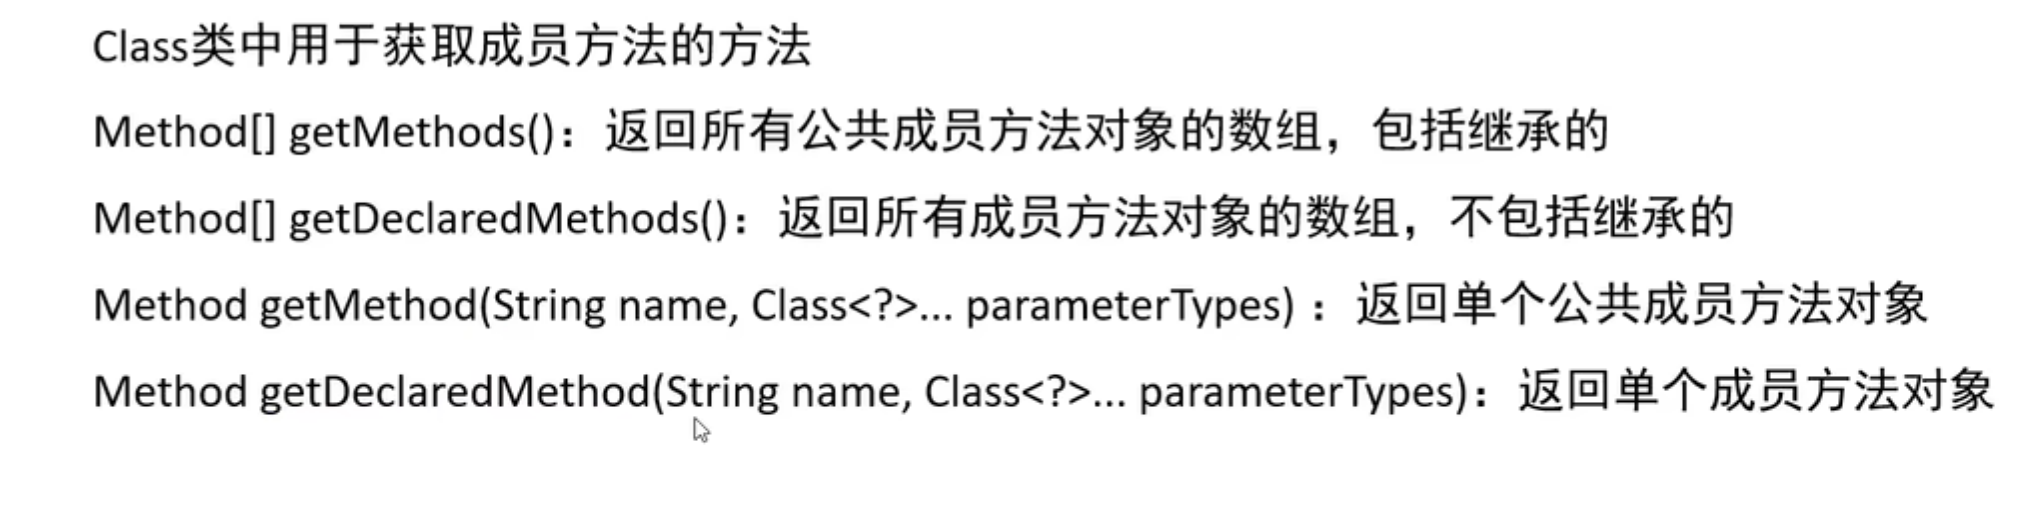 Class类中用于获取成员方法的方法
Method[] getMethods()：返回所有公共成员方法对象的数组，包括继承的
Method[] getDeclaredMethods()：返回所有成员方法对象的数组，不包括继承的
Method getMethod(String name, Class<?>... parameterTypes) ：返回单个公共成员方法对象
Method getDeclaredMethod(String name, Class<?>... parameterTypes)：返回单个成员方法对象